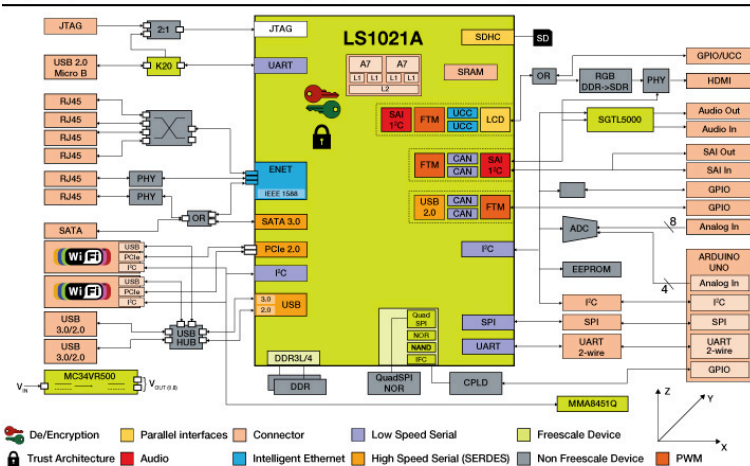 JTAG
2:1
USB 2.0
Micro B
K20
RJ45
RJ45
RJ45
RJ45
RJ45
PHY
RJ45
PHY
OR
SATA
WiFi
USB
PCIe
I²C
WiFi
USB
PCIe
I²C
USB
3.0/2.0
USB
3.0/2.0
USB
HUB
MC34VR500
VIN
VOUT (1.8)
LS1021A
JTAG
UART
A7
A7
L1
L1
L1
L1
L2
SRAM
SDHC
SD
SAI
I²C
FTM
UCC
UCC
LCD
ENET
IEEE 1588
FTM
CAN
CAN
SAI
I²C
SATA 3.0
USB
2.0
CAN
CAN
FTM
PCIe 2.0
I²C
I²C
3.0
2.0
USB
Quad
SPI
NOR
NAND
IFC
SPI
UART
DDR3L/4
DDR
QuadSPI
NOR
CPLD
OR
RGB
DDR->SDR
PHY
GPIO/UCC
HDMI
SGTL5000
Audio Out
Audio In
SAI Out
SAI In
GPIO
GPIO
ADC
8
Analog In
EEPROM
4
ARDUINO
UNO
Analog In
I²C
I²C
SPI
SPI
UART
2-wire
UART
2-wire
GPIO
MMA8451Q
Z
Y
X
De/Encryption
Parallel interfaces
Connector
Low Speed Serial
Freescale Device
Trust Architecture
Audio
Intelligent Ethernet
High Speed Serial (SERDES)
Non Freescale Device
PWM